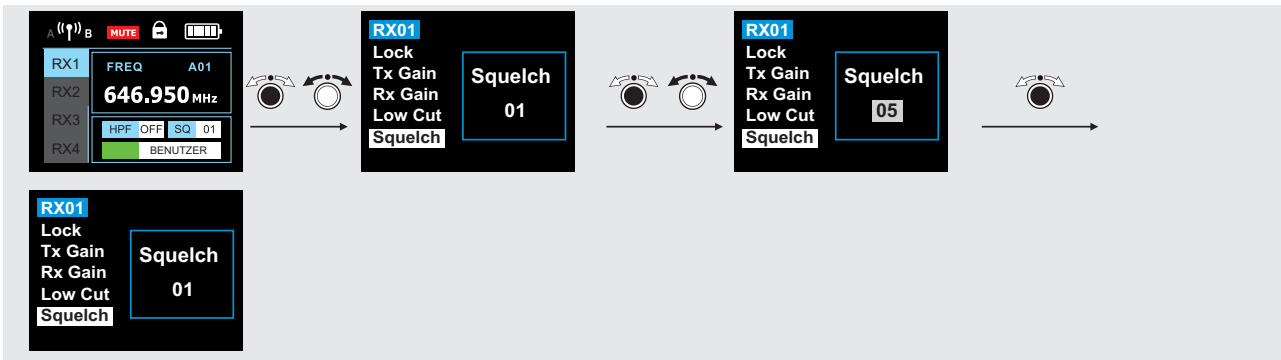 A B MUTE
RX1
RX2
RX3
RX4
FREQ A01
646.950 MHz
HPF OFF SQ 01
BENUTZER
RX01
Lock
Tx Gain
Rx Gain
Low Cut
Squelch
Squelch
01
RX01
Lock
Tx Gain
Rx Gain
Low Cut
Squelch
Squelch
05
RX01
Lock
Tx Gain
Rx Gain
Low Cut
Squelch
Squelch
01